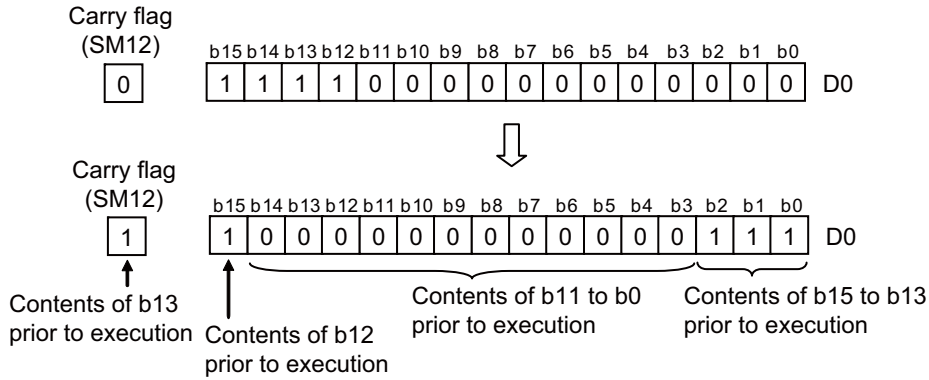 Carry flag
(SM12)
b15 b14 b13 b12 b11 b10 b9 b8 b7 b6 b5 b4 b3 b2 b1 b0
0 1 1 1 1 0 0 0 0 0 0 0 0 0 0 0 0 D0
Carry flag
(SM12)
b15 b14 b13 b12 b11 b10 b9 b8 b7 b6 b5 b4 b3 b2 b1 b0
1 1 0 0 0 0 0 0 0 0 0 0 0 0 1 1 1 D0
Contents of b13
prior to execution
Contents of b12
prior to execution
Contents of b11 to b0
prior to execution
Contents of b15 to b13
prior to execution